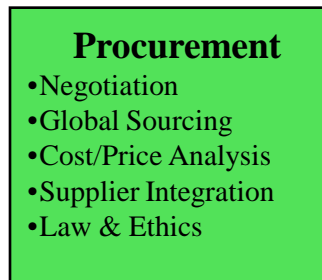 Procurement
•Negotiation
•Global Sourcing
•Cost/Price Analysis
•Supplier Integration
•Law & Ethics